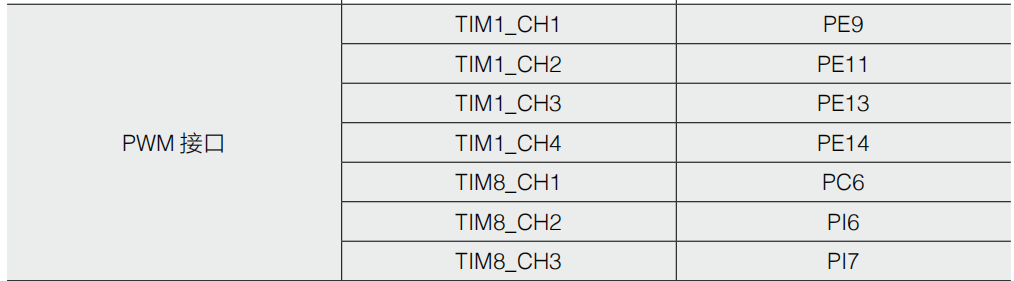 PWM 接口
TIM1_CH1 PE9
TIM1_CH2 PE11
TIM1_CH3 PE13
TIM1_CH4 PE14
TIM8_CH1 PC6
TIM8_CH2 PI6
TIM8_CH3 PI7